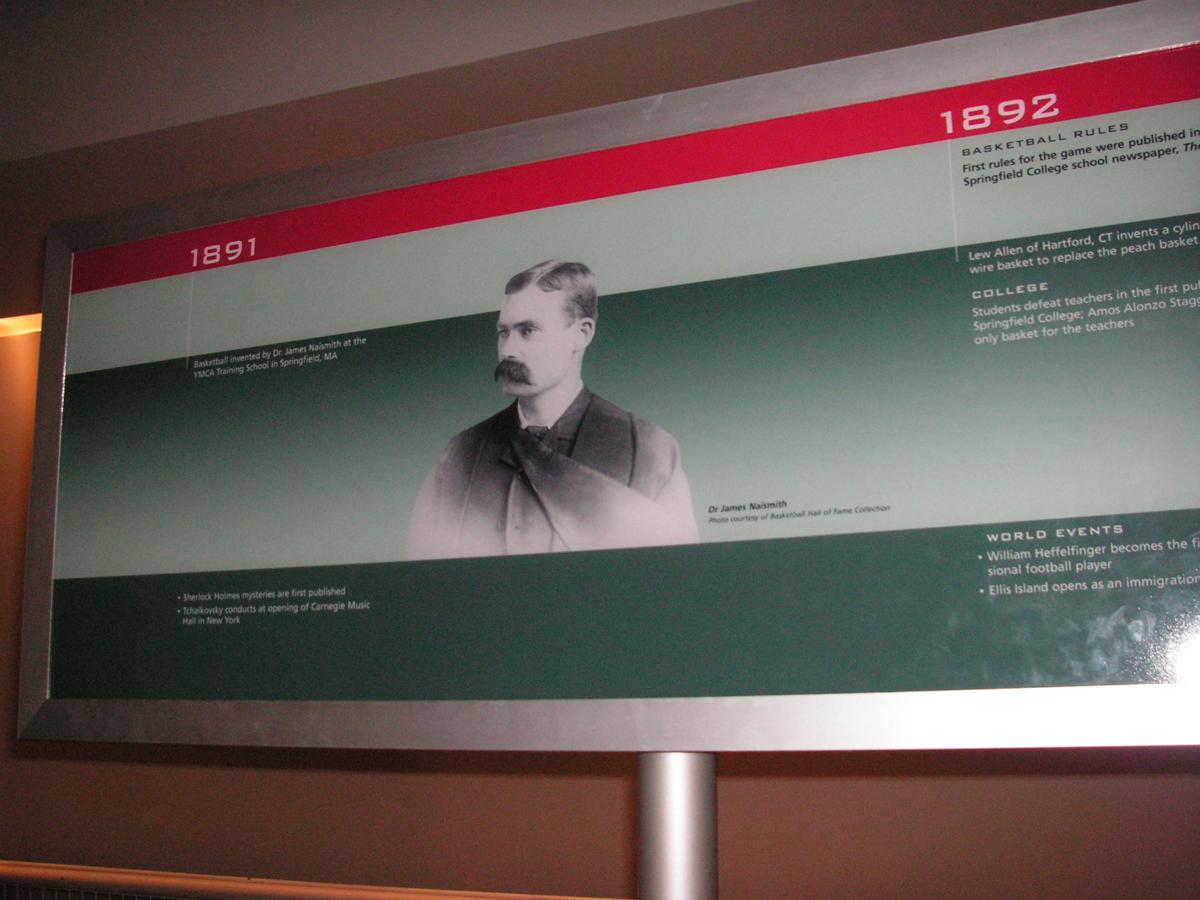 1891
Basketball invented by Dr. James Naismith at the
YMCA Training School in Springfield, MA
Dr James Naismith
Photo courtesy of Basketball Hall of Fame Collection
• Sherlock Holmes mysteries are first published
• Tchaikovsky conducts at opening of Carnegie Music
Hall in New York
1892
BASKETBALL RULES
First rules for the game were published in
Springfield College school newspaper, The
Lew Allen of Hartford, CT invents a
wire basket to replace the peach basket
COLLEGE
Students defeat teachers in the first
Springfield College; Amos Alonzo
only basket for the teachers
WORLD EVENTS
• William Heffelfinger becomes the
sional football player
• Ellis Island opens as an immigration